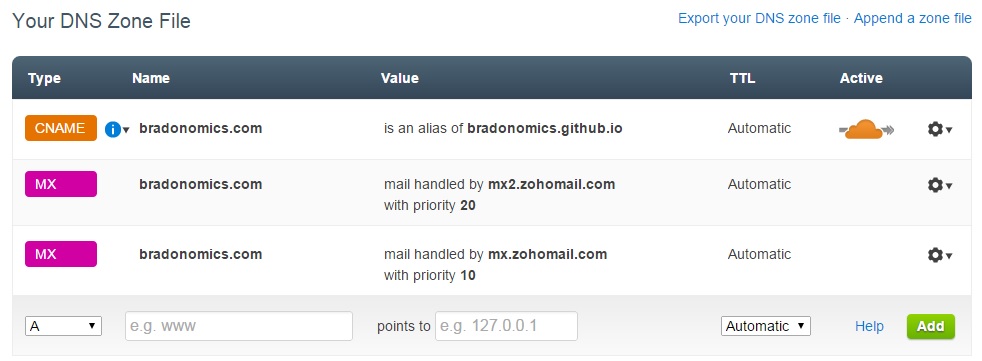 Your DNS Zone File
Export your DNS zone file · Append a zone file
Type Name Value TTL Active
CNAME i bradonomics.com is an alias of bradonomics.github.io Automatic
MX bradonomics.com mail handled by mx2.zohomail.com Automatic
with priority 20
MX bradonomics.com mail handled by mx.zohomail.com Automatic
with priority 10
A e.g. www points to e.g. 127.0.0.1 Automatic Help Add